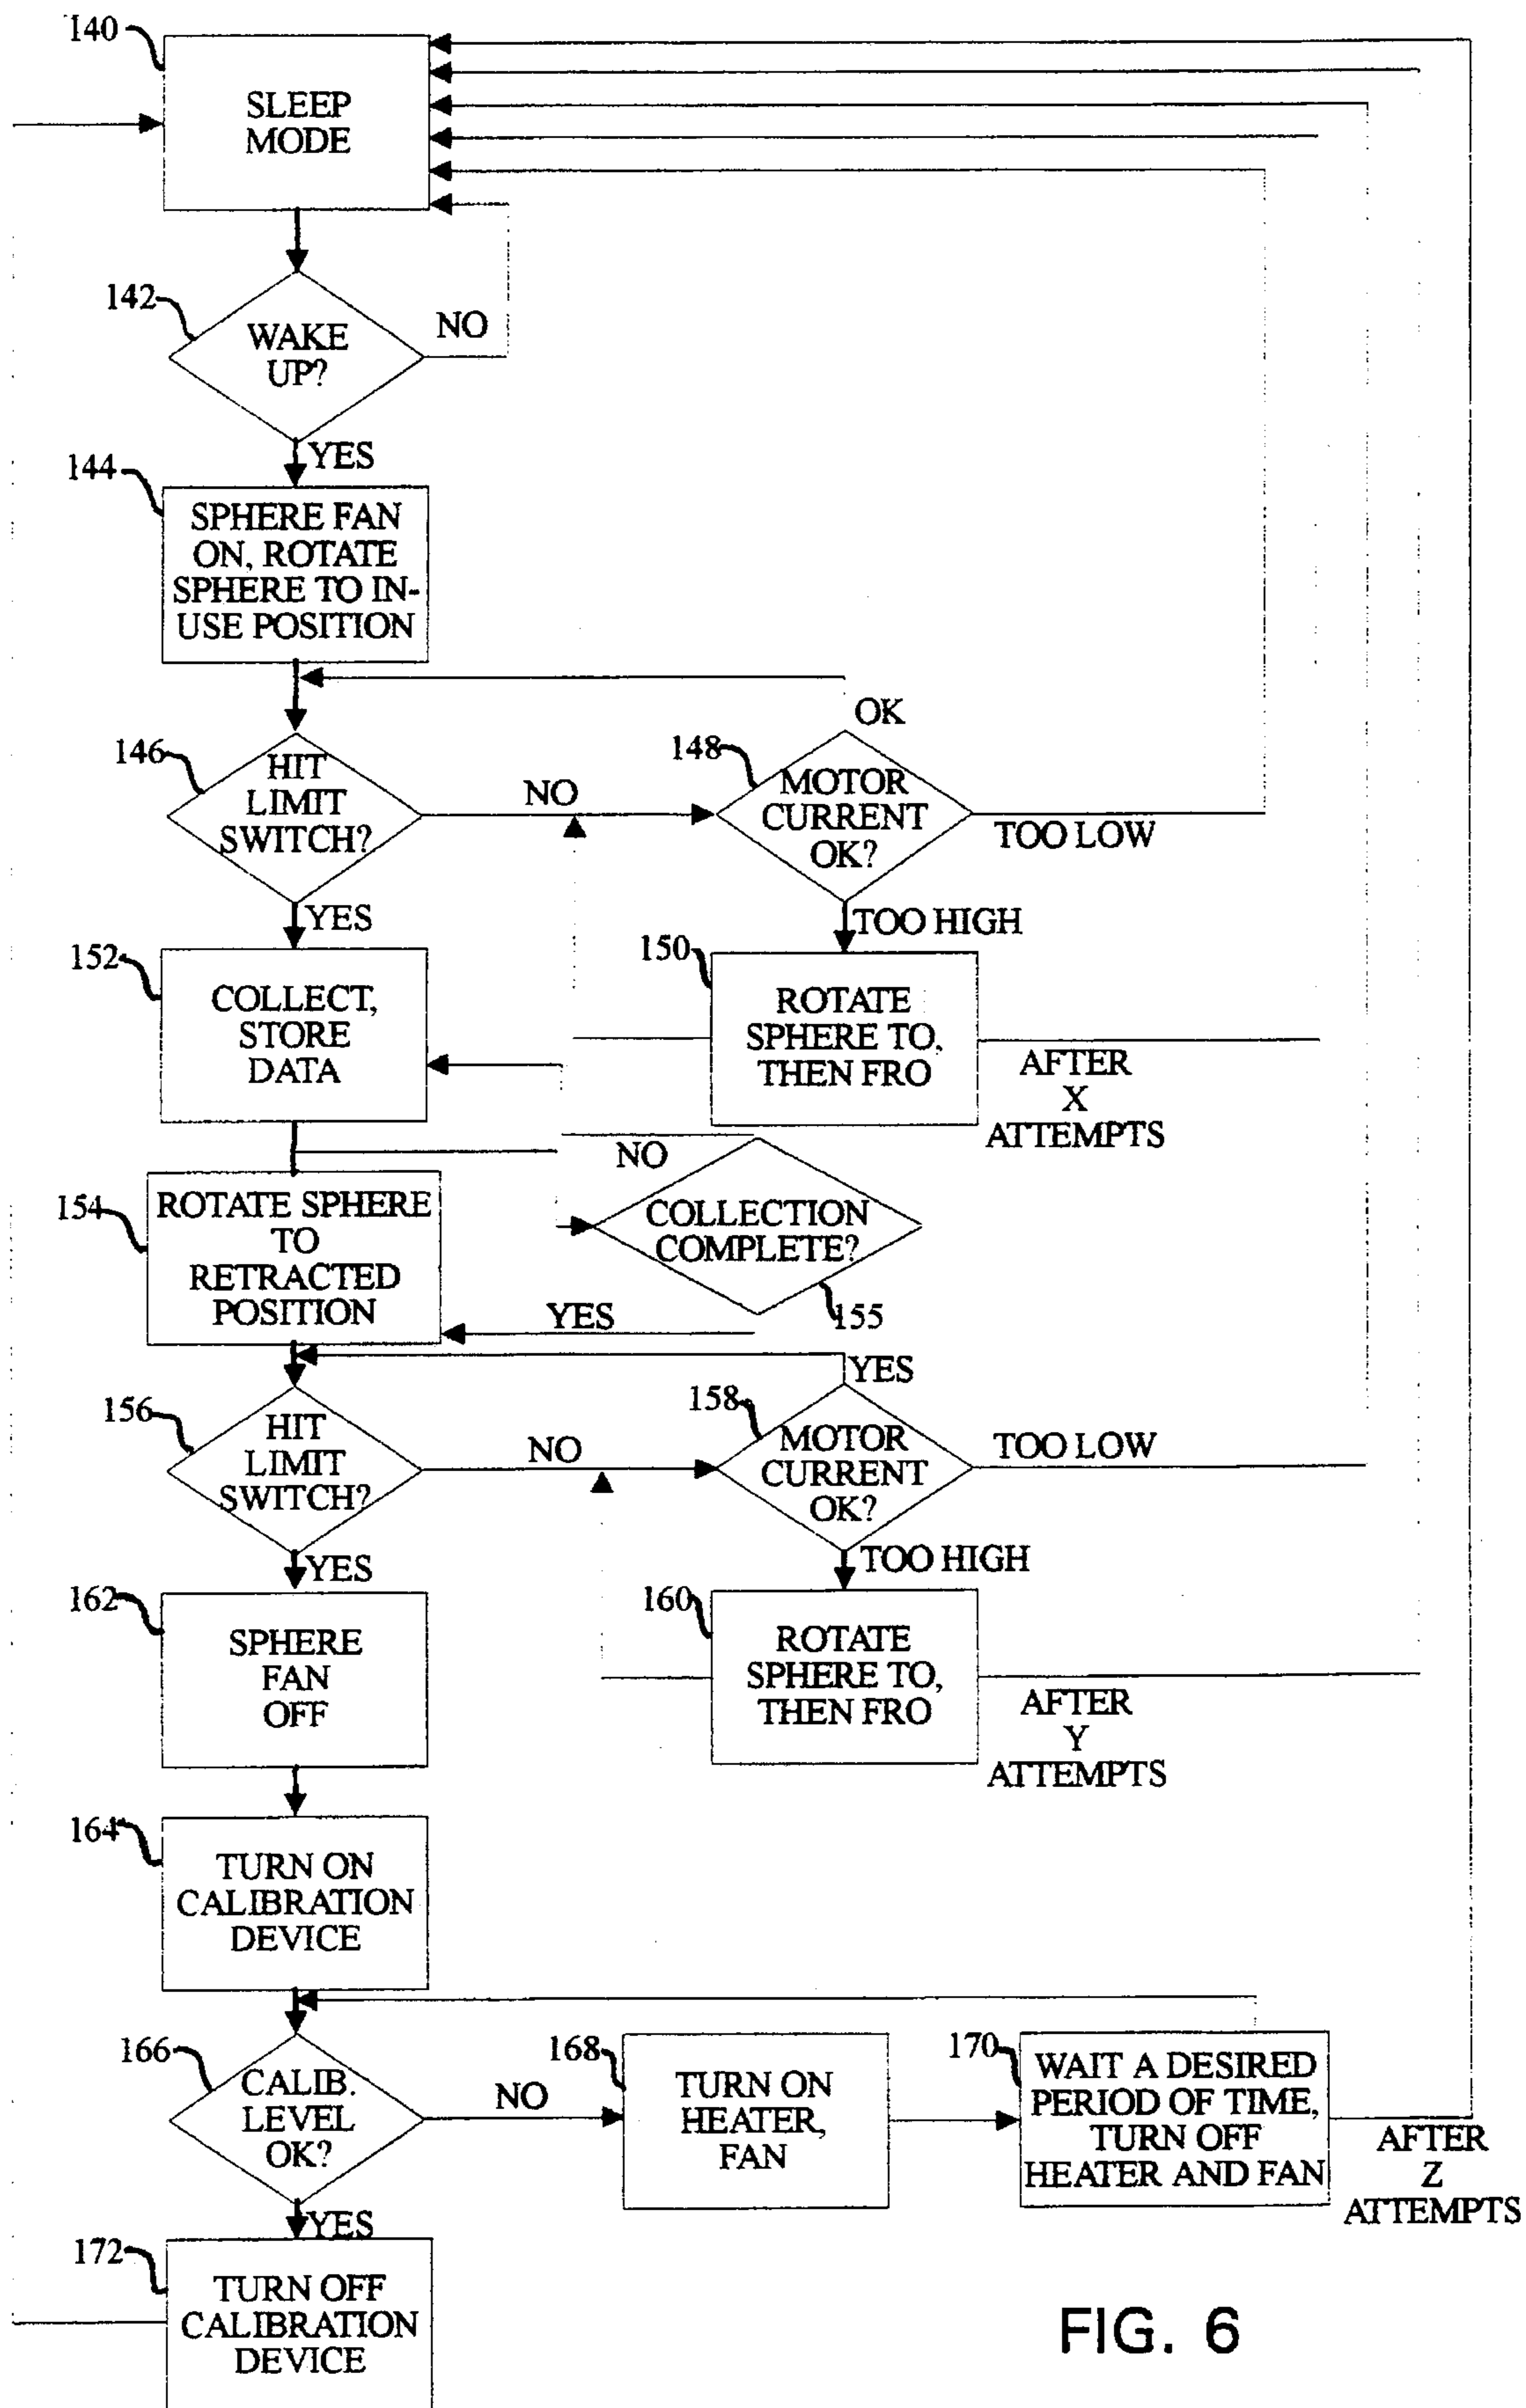 140
SLEEP
MODE
142
WAKE
UP?
NO
YES
144
SPHERE FAN
ON, ROTATE
SPHERE TO IN-
USE POSITION
OK
146
HIT
LIMIT
SWITCH?
NO
148
MOTOR
CURRENT
OK?
TOO LOW
YES
TOO HIGH
152
COLLECT,
STORE
DATA
150
ROTATE
SPHERE TO,
THEN FRO
AFTER
X
ATTEMPTS
NO
154
ROTATE SPHERE
TO
RETRACTED
POSITION
COLLECTION
COMPLETE?
155
YES
YES
156
HIT
LIMIT
SWITCH?
NO
158
MOTOR
CURRENT
OK?
TOO LOW
YES
TOO HIGH
162
SPHERE
FAN
OFF
160
ROTATE
SPHERE TO,
THEN FRO
AFTER
Y
ATTEMPTS
164
TURN ON
CALIBRATION
DEVICE
166
CALIB.
LEVEL
OK?
NO
168
TURN ON
HEATER,
FAN
170
WAIT A DESIRED
PERIOD OF TIME,
TURN OFF
HEATER AND FAN
AFTER
Z
ATTEMPTS
YES
172
TURN OFF
CALIBRATION
DEVICE
FIG. 6